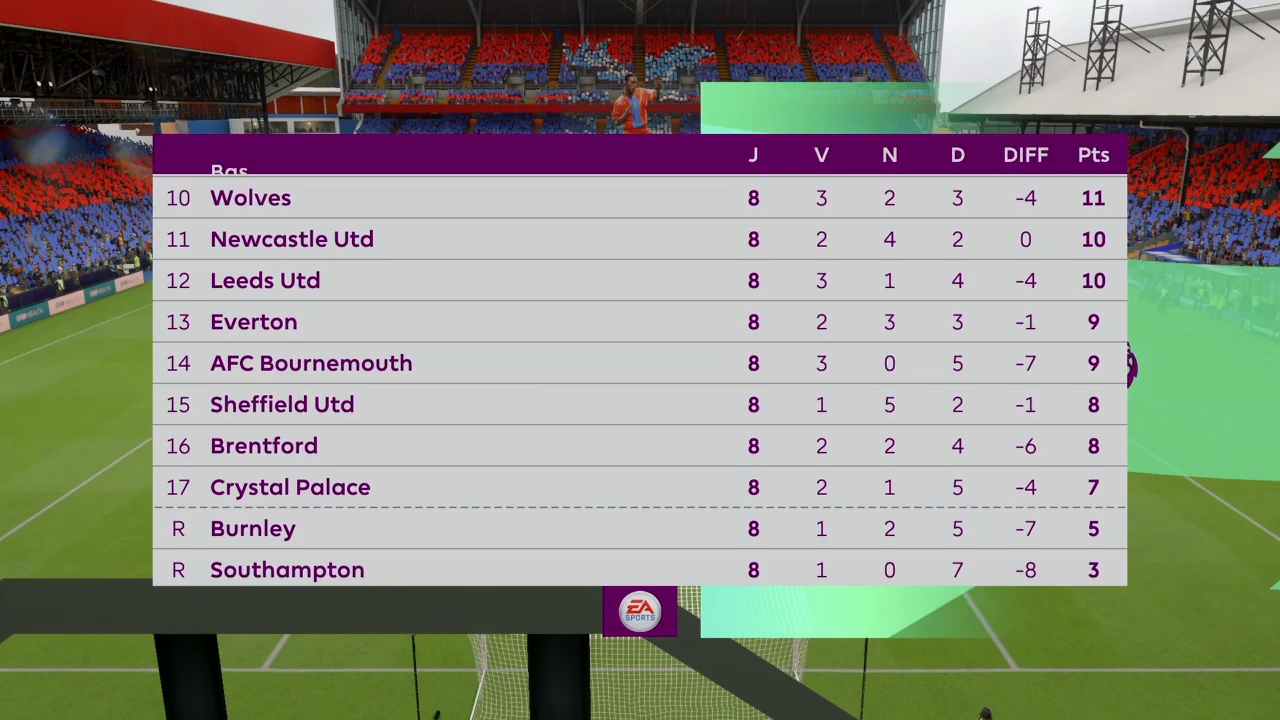 J V N D DIFF Pts
Bas
10 Wolves 8 3 2 3 -4 11
11 Newcastle Utd 8 2 4 2 0 10
12 Leeds Utd 8 3 1 4 -4 10
13 Everton 8 2 3 3 -1 9
14 AFC Bournemouth 8 3 0 5 -7 9
15 Sheffield Utd 8 1 5 2 -1 8
16 Brentford 8 2 2 4 -6 8
17 Crystal Palace 8 2 1 5 -4 7
R Burnley 8 1 2 5 -7 5
R Southampton 8 1 0 7 -8 3
EA
SPORTS